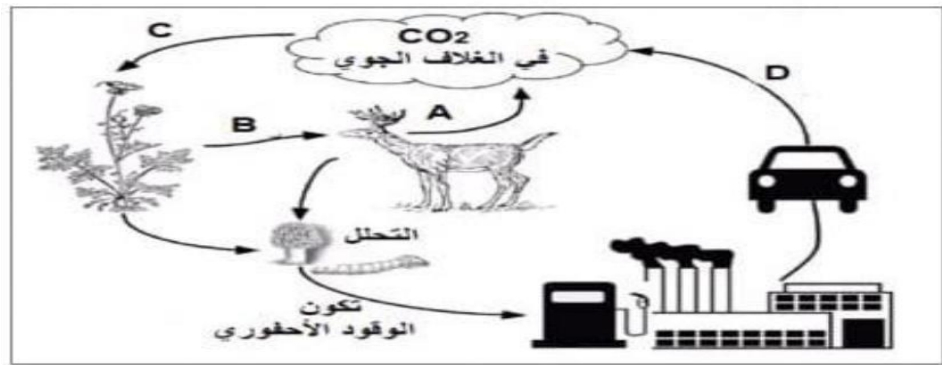 C
CO2
في الغلاف الجوي
D
B
A
التحلل
تكون
الوقود الأحفوري